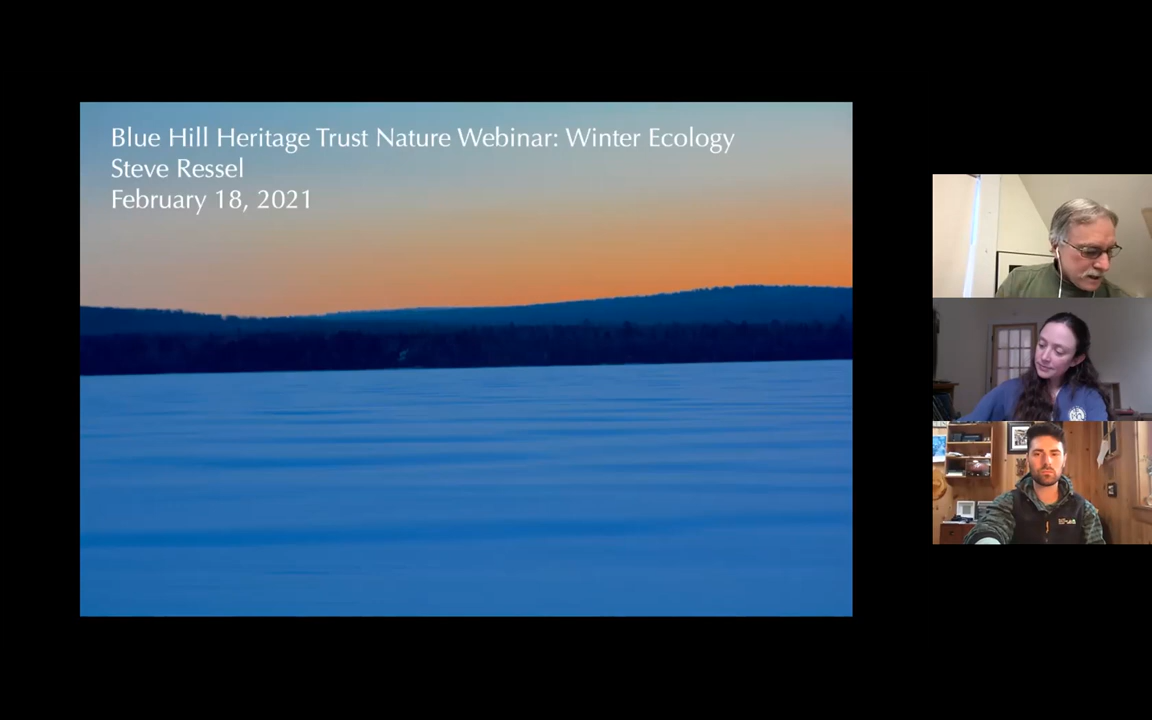 Blue Hill Heritage Trust Nature Webinar: Winter Ecology
Steve Ressel
February 18, 2021